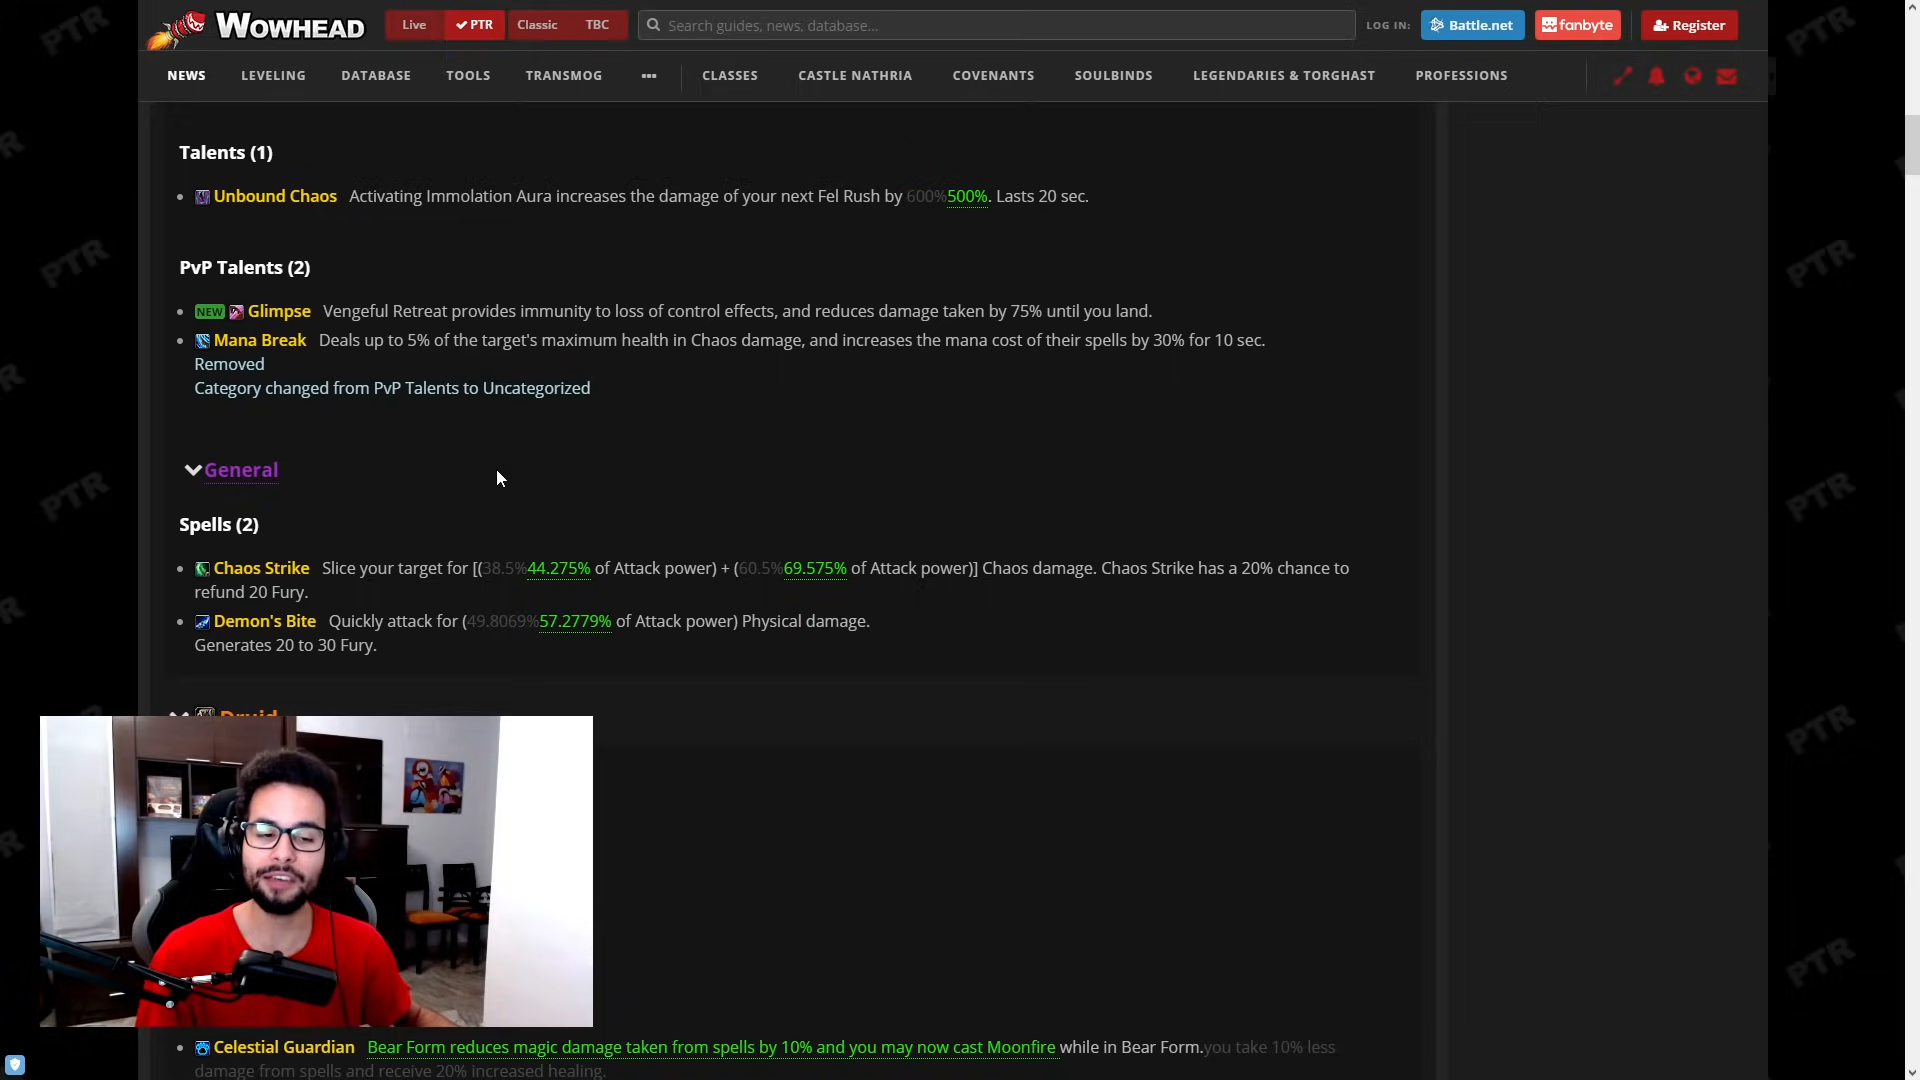 WOWHEAD Live PTR Classic TBC Search guides, news, database... LOG IN: Battle.net fanbyte Register
NEWS LEVELING DATABASE TOOLS TRANSMOG ••• CLASSES CASTLE NATHRIA COVENANTS SOULBINDS LEGENDARIES & TORGHAST PROFESSIONS
Talents (1)
• Unbound Chaos Activating Immolation Aura increases the damage of your next Fel Rush by 600%500%. Lasts 20 sec.
PvP Talents (2)
• NEW Glimpse Vengeful Retreat provides immunity to loss of control effects, and reduces damage taken by 75% until you land.
• Mana Break Deals up to 5% of the target's maximum health in Chaos damage, and increases the mana cost of their spells by 30% for 10 sec.
Removed
Category changed from PvP Talents to Uncategorized
General
Spells (2)
• Chaos Strike Slice your target for [(38.5%44.275% of Attack power) + (60.5%69.575% of Attack power)] Chaos damage. Chaos Strike has a 20% chance to
refund 20 Fury.
• Demon's Bite Quickly attack for (49.8069%57.2779% of Attack power) Physical damage.
Generates 20 to 30 Fury.
Druid
• Celestial Guardian Bear Form reduces magic damage taken from spells by 10% and you may now cast Moonfire while in Bear Form.you take 10% less
damage from spells and receive 20% increased healing.
PTR
PTR
PTR
PTR
PTR
PTR
PTR